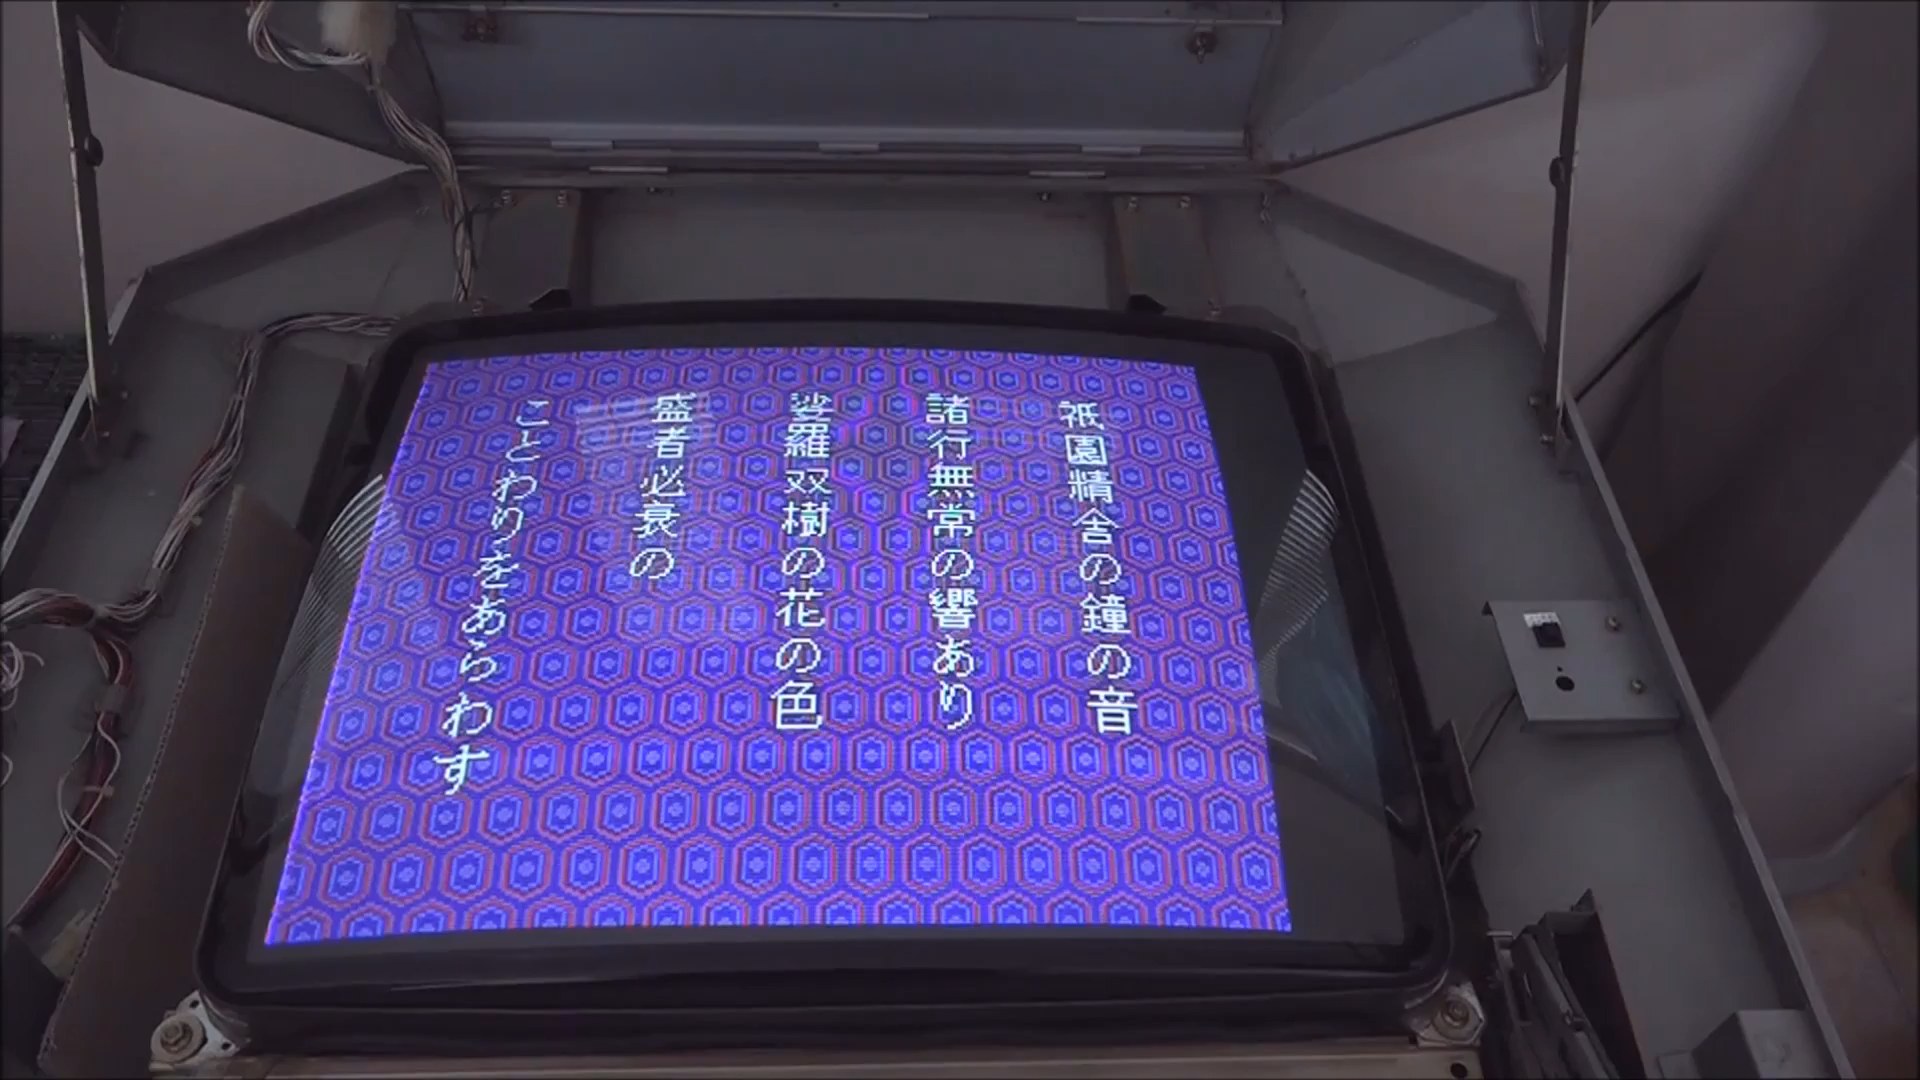 祇園精舎の鐘の音
諸行無常の響あり
娑羅双樹の花の色
盛者必衰の
ことわりをあらわす